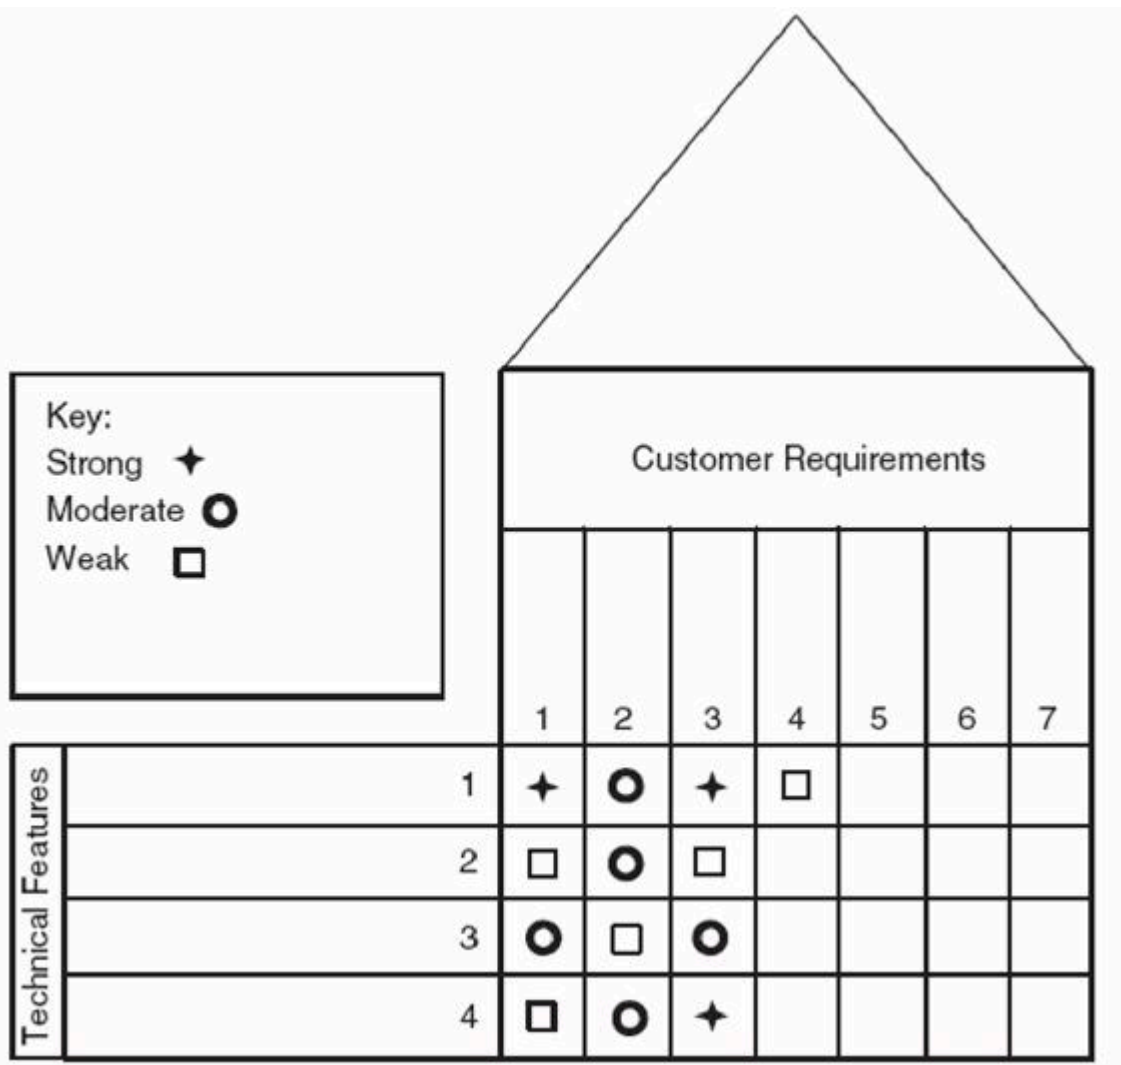 Key:
Strong
Moderate
Weak
Customer Requirements
1 2 3 4 5 6 7
Technical Features
1
2
3
4